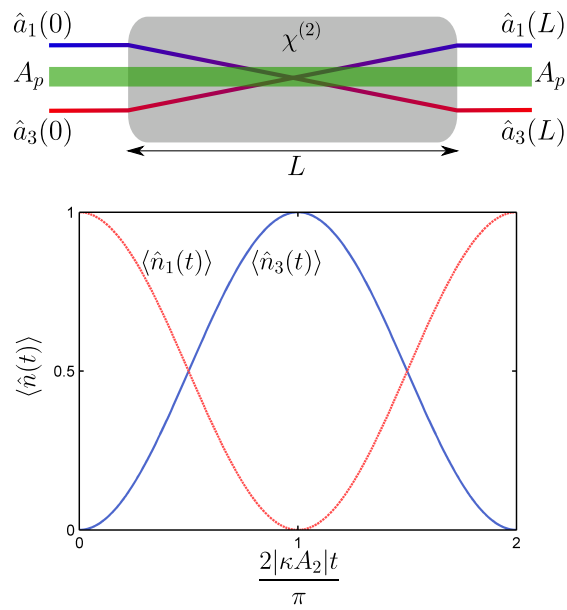 â₁(0) χ⁽²⁾ â₁(L)
Aₚ Aₚ
â₃(0) â₃(L)
L
1
⟨n̂₁(t)⟩ ⟨n̂₃(t)⟩
⟨n̂(t)⟩
0.5
0
0 1 2
2|κA₂|t
π